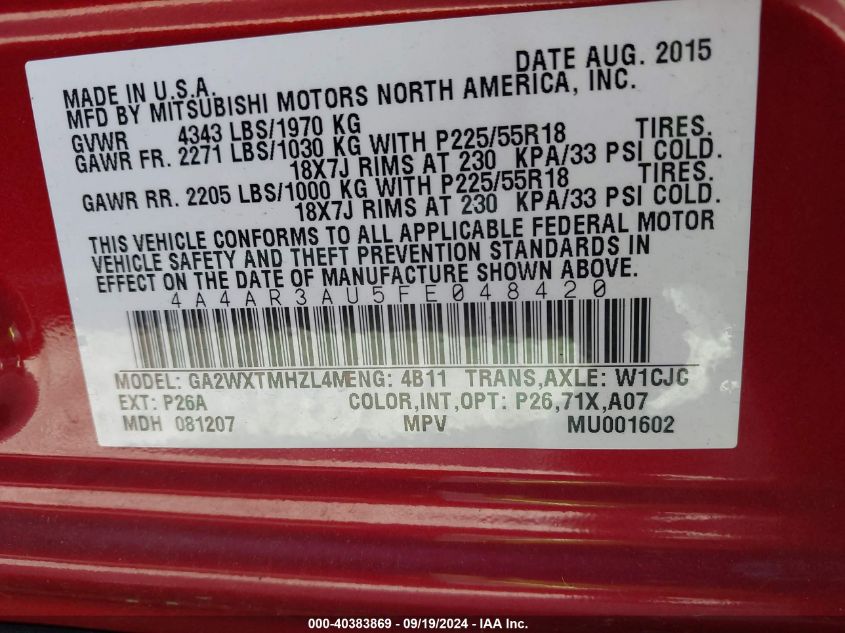 DATE AUG. 2015
MADE IN U.S.A.
MFD BY MITSUBISHI MOTORS NORTH AMERICA, INC.
GVWR 4343 LBS/1970 KG
GAWR FR. 2271 LBS/1030 KG WITH P225/55R18 TIRES.
18X7J RIMS AT 230 KPA/33 PSI COLD.
GAWR RR. 2205 LBS/1000 KG WITH P225/55R18 TIRES.
18X7J RIMS AT 230 KPA/33 PSI COLD.
THIS VEHICLE CONFORMS TO ALL APPLICABLE FEDERAL MOTOR
VEHICLE SAFETY AND THEFT PREVENTION STANDARDS IN
EFFECT ON THE DATE OF MANUFACTURE SHOWN ABOVE.
4A4AR3AU5FE048420
MODEL: GA2WXTMHZL4MENG: 4B11 TRANS,AXLE: W1CJC
EXT: P26A COLOR,INT,OPT: P26,71X,A07
MDH 081207 MPV MU001602
000-40383869 - 09/19/2024 - IAA Inc.